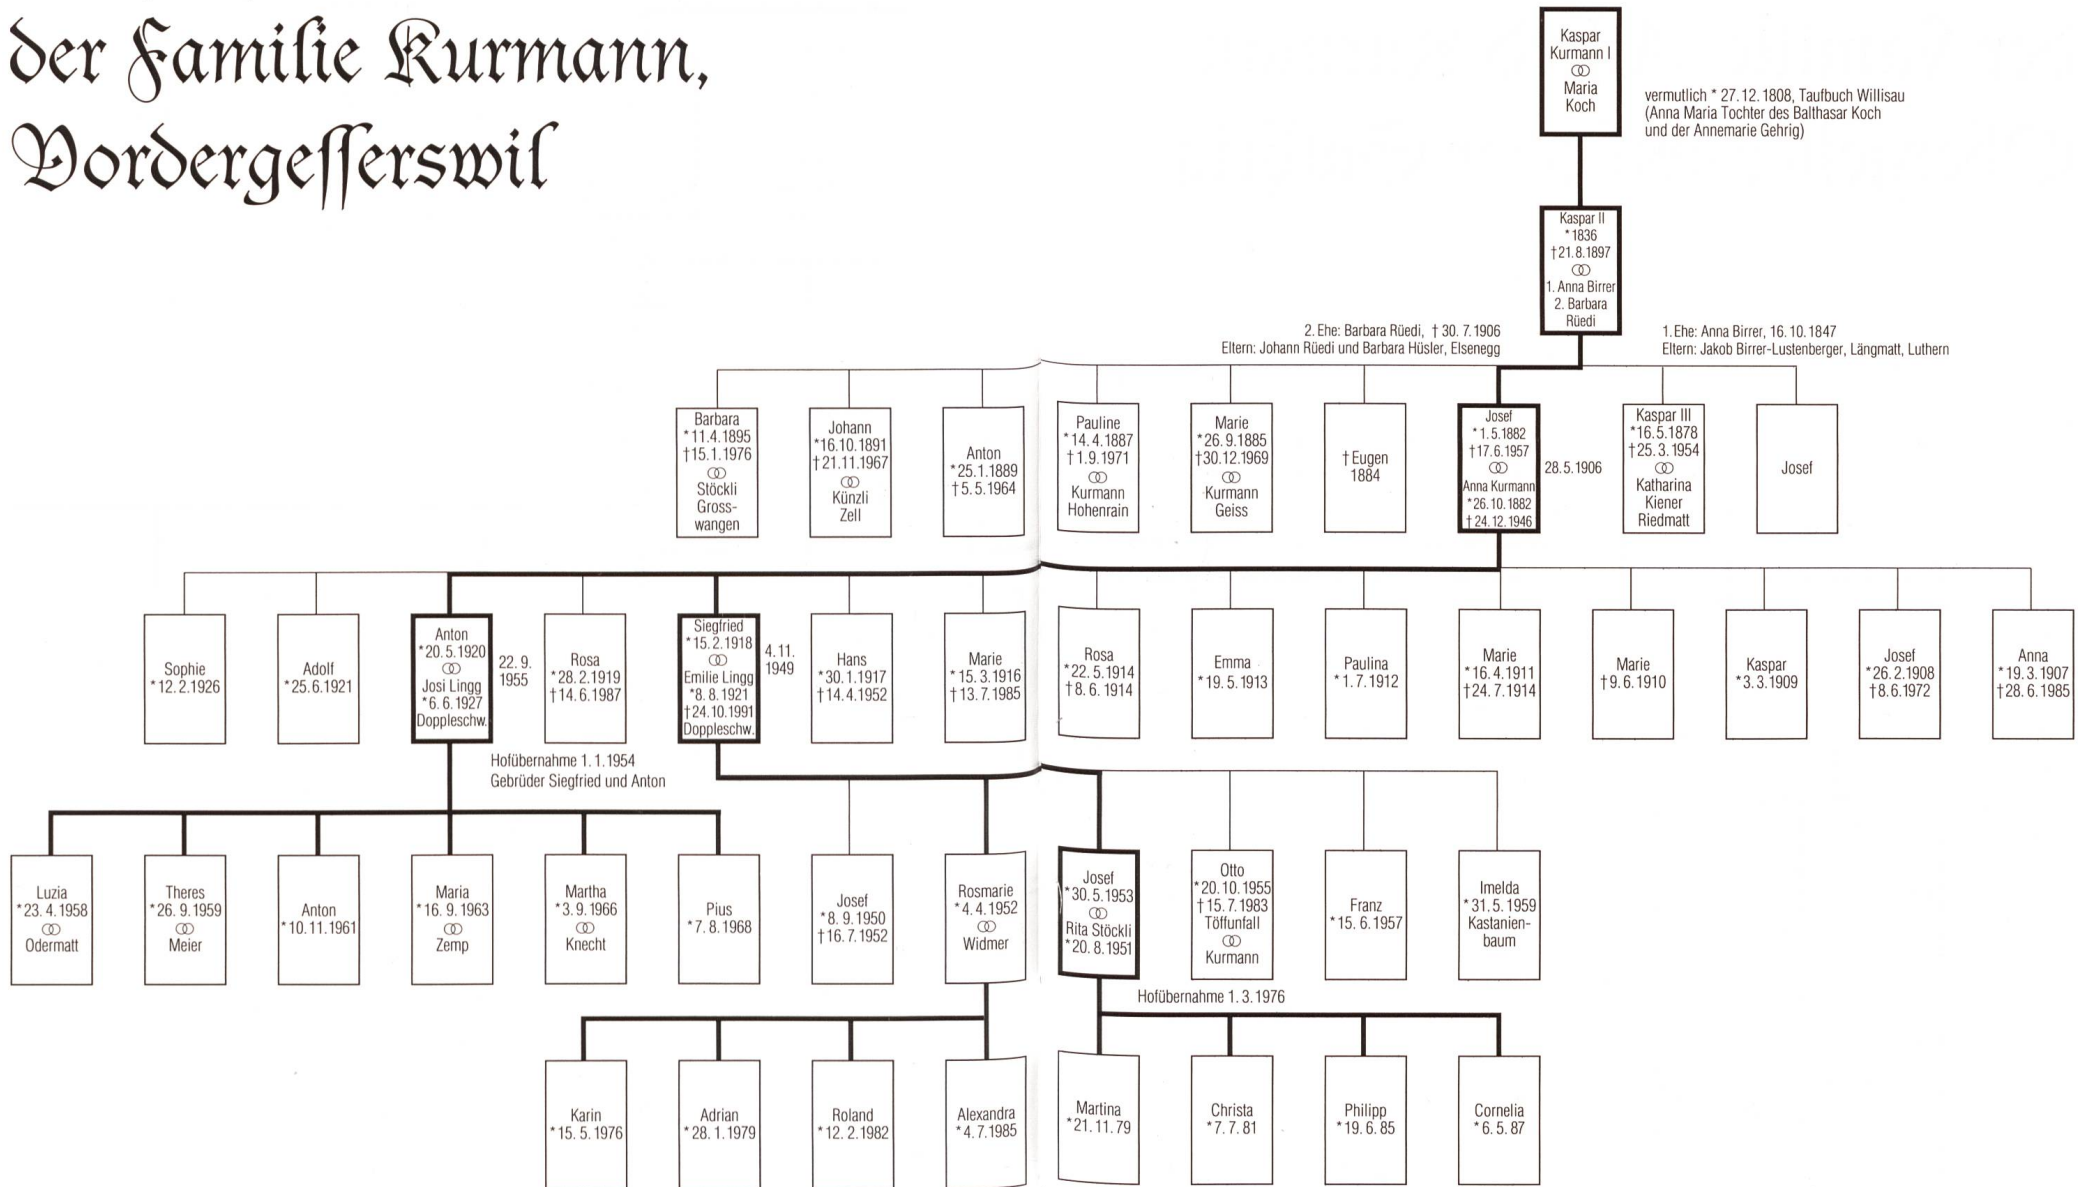 der Familie Kurmann,
Vordergesserswil
Kaspar
Kurmann I
⚭
Maria
Koch
vermutlich * 27.12.1808, Taufbuch Willisau
(Anna Maria Tochter des Balthasar Koch
und der Annemarie Gehrig)
Kaspar II
*1836
†21.8.1897
⚭
1. Anna Birrer
2. Barbara
Rüedi
2. Ehe: Barbara Rüedi, † 30.7.1906
Eltern: Johann Rüedi und Barbara Hüsler, Elsenegg
1. Ehe: Anna Birrer, 16.10.1847
Eltern: Jakob Birrer-Lustenberger, Längmatt, Luthern
Barbara
*11.4.1895
†15.1.1976
⚭
Stöckli
Gross-
wangen
Johann
*16.10.1891
†21.11.1967
⚭
Künzli
Zell
Anton
*25.1.1889
†5.5.1964
Pauline
*14.4.1887
†1.9.1971
⚭
Kurmann
Hohenrain
Marie
*26.9.1885
†30.12.1969
⚭
Kurmann
Geiss
†Eugen
1884
Josef
*1.5.1882
†17.6.1957
⚭
Anna Kurmann
*26.10.1882
†24.12.1946
28.5.1906
Kaspar III
*16.5.1878
†25.3.1954
⚭
Katharina
Kiener
Riedmatt
Josef
Sophie
*12.2.1926
Adolf
*25.6.1921
Anton
*20.5.1920
⚭
Josi Lingg
*6.6.1927
Doppleschw.
22.9.
1955
Rosa
*28.2.1919
†14.6.1987
Siegfried
*15.2.1918
⚭
Emilie Lingg
*8.8.1921
†24.10.1991
Doppleschw.
4.11.
1949
Hans
*30.1.1917
†14.4.1952
Marie
*15.3.1916
†13.7.1985
Rosa
*22.5.1914
†8.6.1914
Emma
*19.5.1913
Paulina
*1.7.1912
Marie
*16.4.1911
†24.7.1914
Marie
†9.6.1910
Kaspar
*3.3.1909
Josef
*26.2.1908
†8.6.1972
Anna
*19.3.1907
†28.6.1985
Hofübernahme 1.1.1954
Gebrüder Siegfried und Anton
Luzia
*23.4.1958
⚭
Odermatt
Theres
*26.9.1959
⚭
Meier
Anton
*10.11.1961
Maria
*16.9.1963
⚭
Zemp
Martha
*3.9.1966
⚭
Knecht
Pius
*7.8.1968
Josef
*8.9.1950
†16.7.1952
Rosmarie
*4.4.1952
⚭
Widmer
Josef
*30.5.1953
⚭
Rita Stöckli
*20.8.1951
Otto
*20.10.1955
†15.7.1983
Töffunfall
⚭
Kurmann
Franz
*15.6.1957
Imelda
*31.5.1959
Kastanien-
baum
Hofübernahme 1.3.1976
Karin
*15.5.1976
Adrian
*28.1.1979
Roland
*12.2.1982
Alexandra
*4.7.1985
Martina
*21.11.79
Christa
*7.7.81
Philipp
*19.6.85
Cornelia
*6.5.87